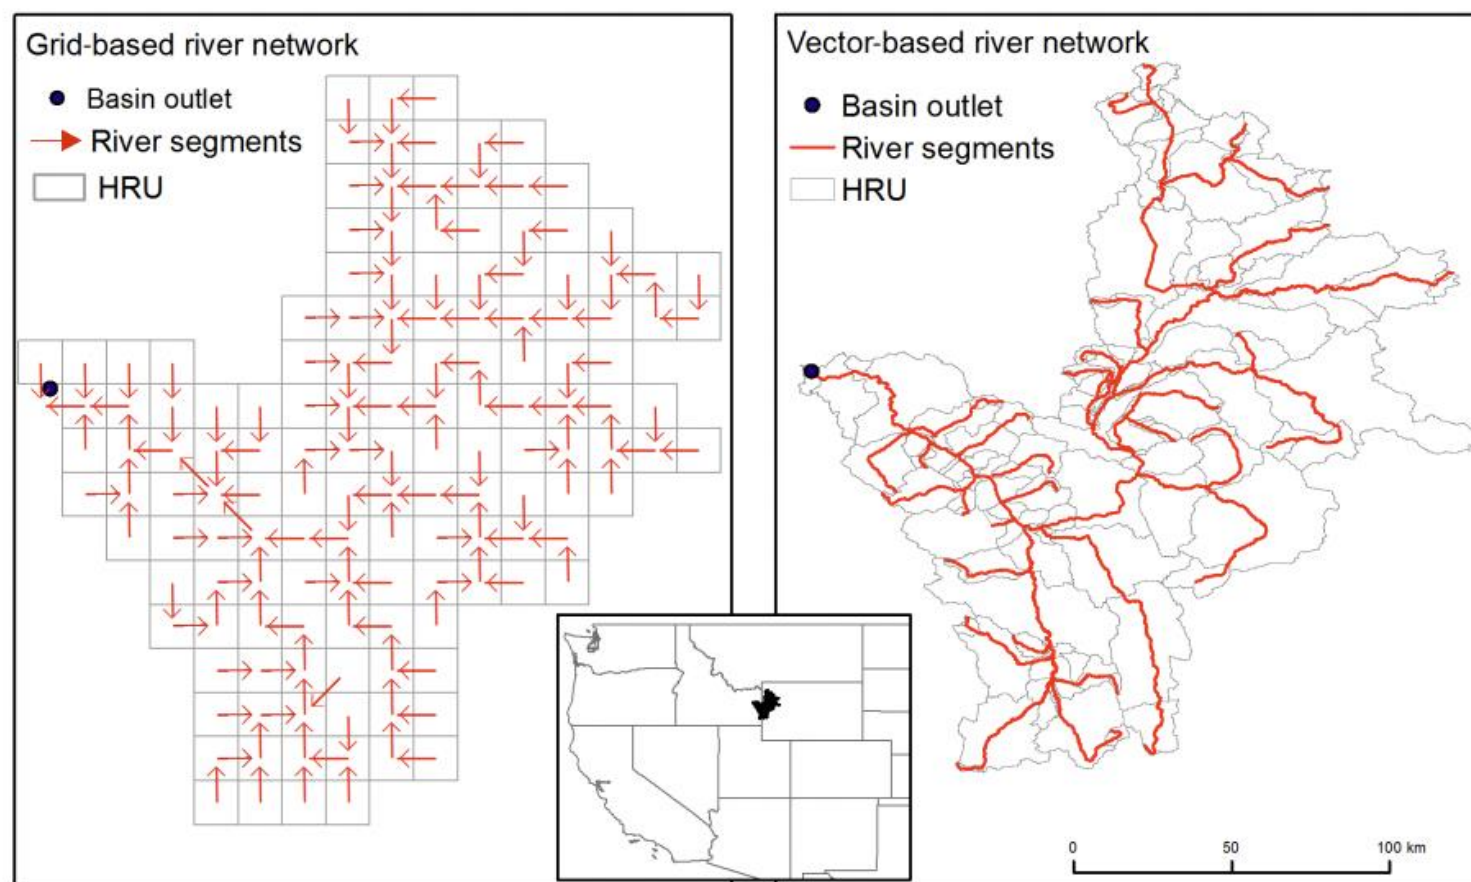 Grid-based river network
Basin outlet
River segments
HRU
Vector-based river network
Basin outlet
River segments
HRU
0 50 100 km